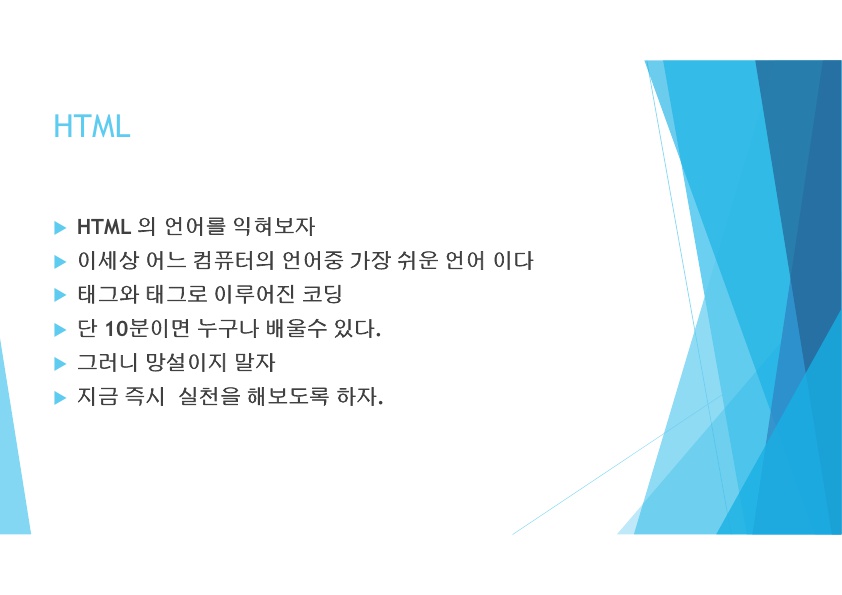 HTML
HTML 의 언어를 익혀보자
이세상 어느 컴퓨터의 언어중 가장 쉬운 언어 이다
태그와 태그로 이루어진 코딩
단 10분이면 누구나 배울수 있다.
그러니 망설이지 말자
지금 즉시  실천을 해보도록 하자.